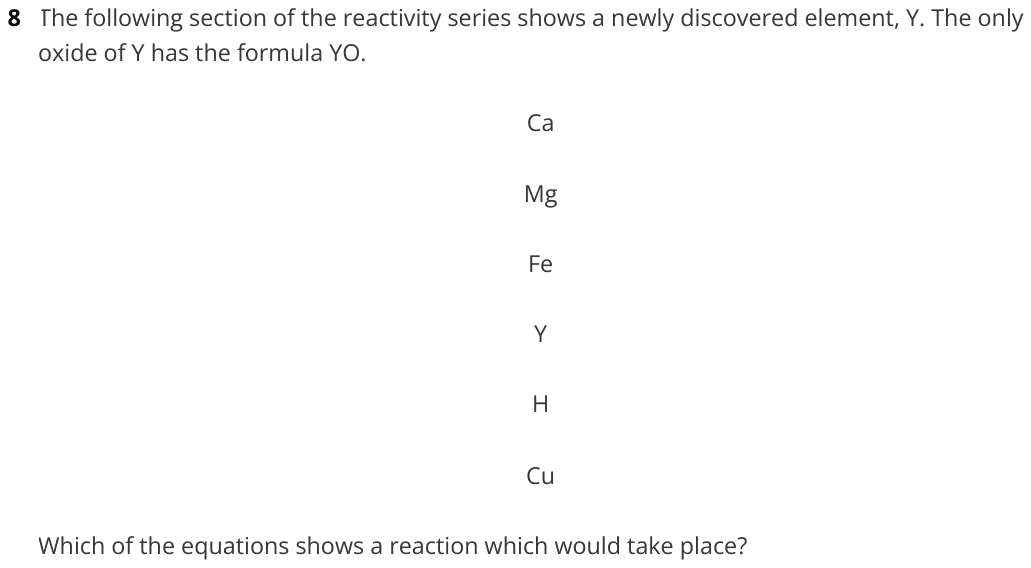 8 The following section of the reactivity series shows a newly discovered element, Y. The only
oxide of Y has the formula YO.
Ca
Mg
Fe
Y
H
Cu
Which of the equations shows a reaction which would take place?